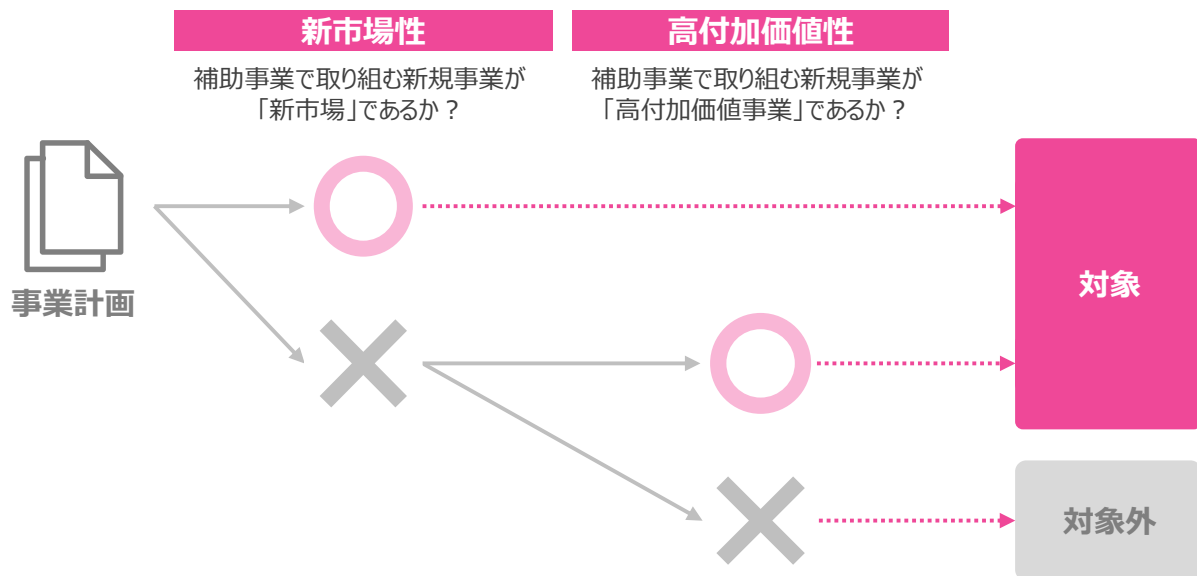 新市場性
高付加価値性
補助事業で取り組む新規事業が
「新市場」であるか？
補助事業で取り組む新規事業が
「高付加価値事業」であるか？
事業計画
対象
対象外